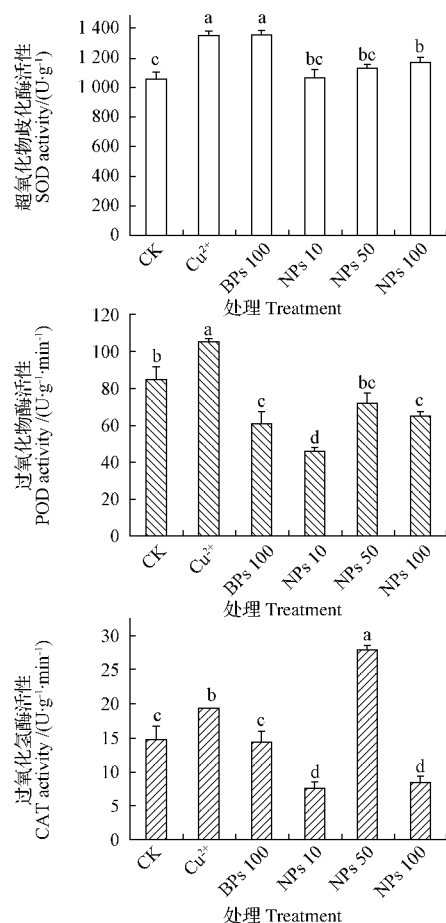 超氧化物歧化酶活性
SOD activity/(U·g⁻¹)
1 400
1 200
1 000
800
600
400
200
0
c
a
a
bc
bc
b
CK
Cu²⁺
BPs 100
NPs 10
NPs 50
NPs 100
处理 Treatment
过氧化物酶活性
POD activity /(U·g⁻¹·min⁻¹)
120
100
80
60
40
20
0
b
a
c
d
bc
c
CK
Cu²⁺
BPs 100
NPs 10
NPs 50
NPs 100
处理 Treatment
过氧化氢酶活性
CAT activity /(U·g⁻¹·min⁻¹)
30
25
20
15
10
5
0
c
b
c
d
a
d
CK
Cu²⁺
BPs 100
NPs 10
NPs 50
NPs 100
处理 Treatment